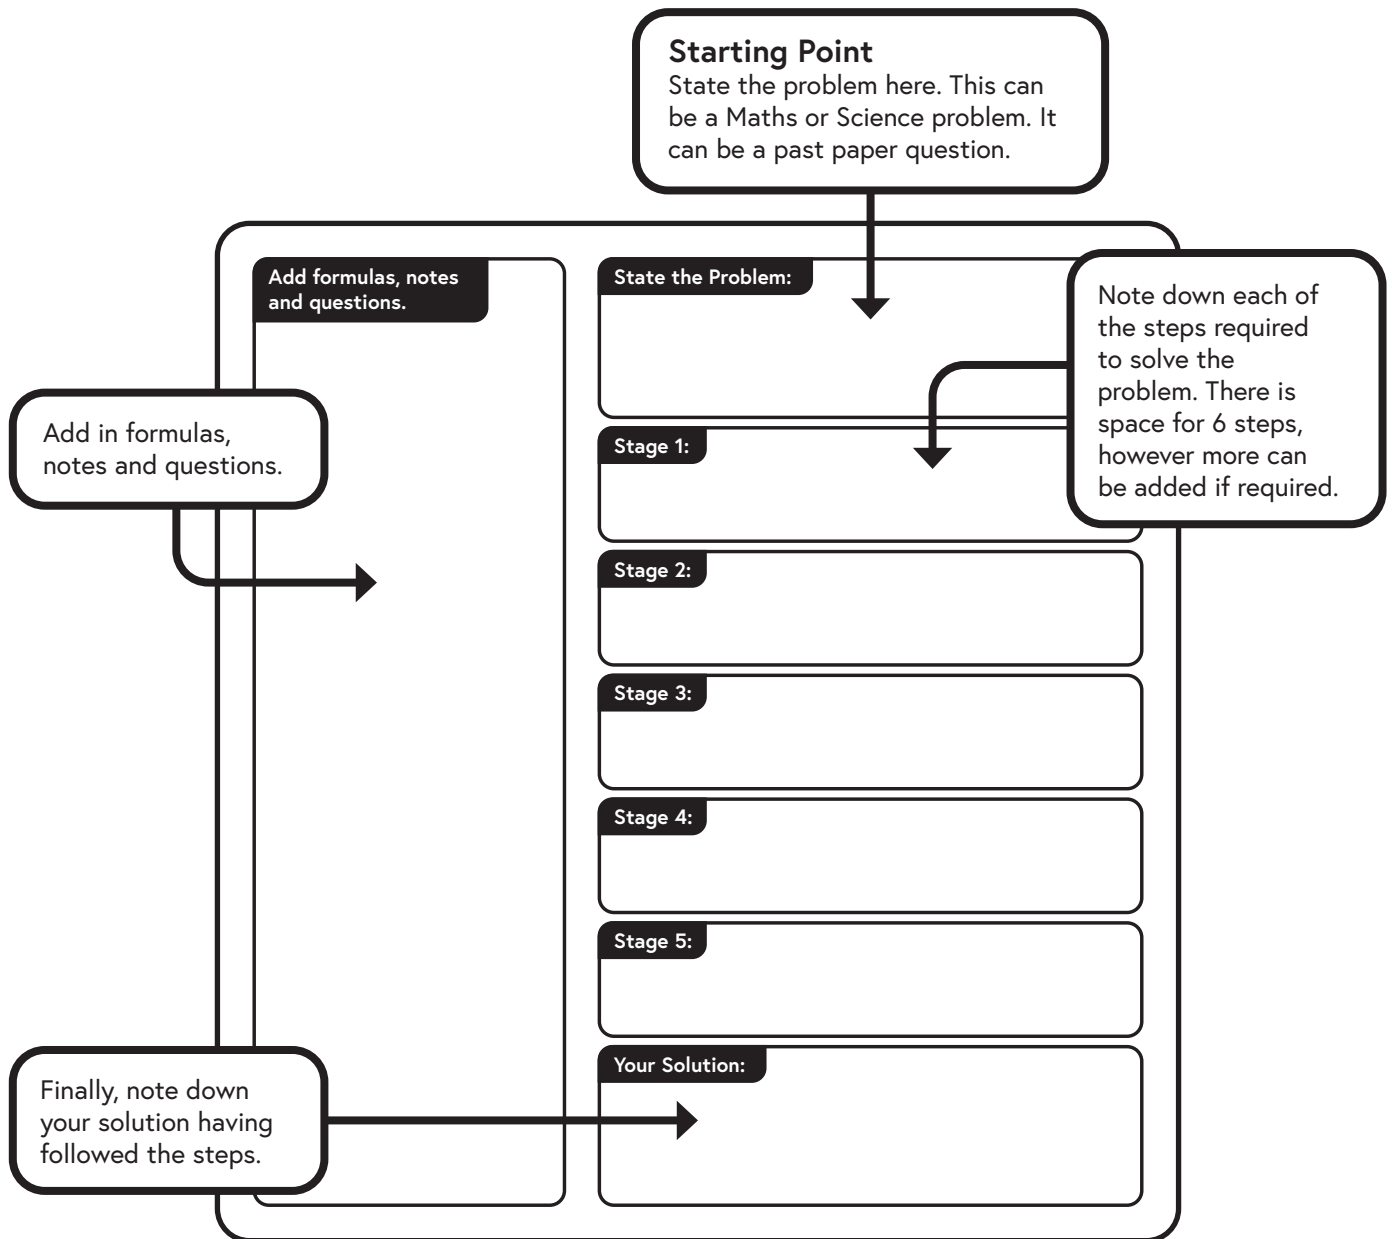 Starting Point
State the problem here. This can
be a Maths or Science problem. It
can be a past paper question.
Add formulas, notes
and questions.
State the Problem:
Note down each of
the steps required
to solve the
problem. There is
space for 6 steps,
however more can
be added if required.
Add in formulas,
notes and questions.
Stage 1:
Stage 2:
Stage 3:
Stage 4:
Stage 5:
Your Solution:
Finally, note down
your solution having
followed the steps.